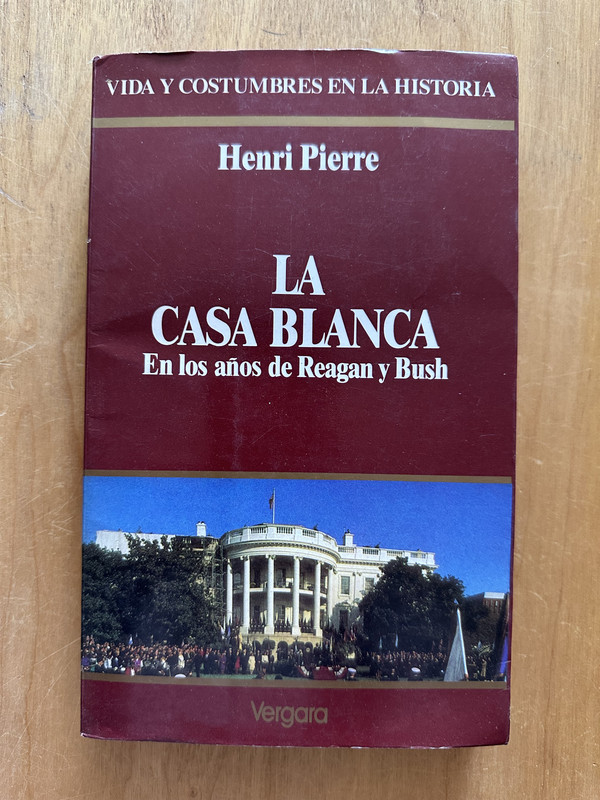 VIDA Y COSTUMBRES EN LA HISTORIA
Henri Pierre
LA
CASA BLANCA
En los años de Reagan y Bush
Vergara